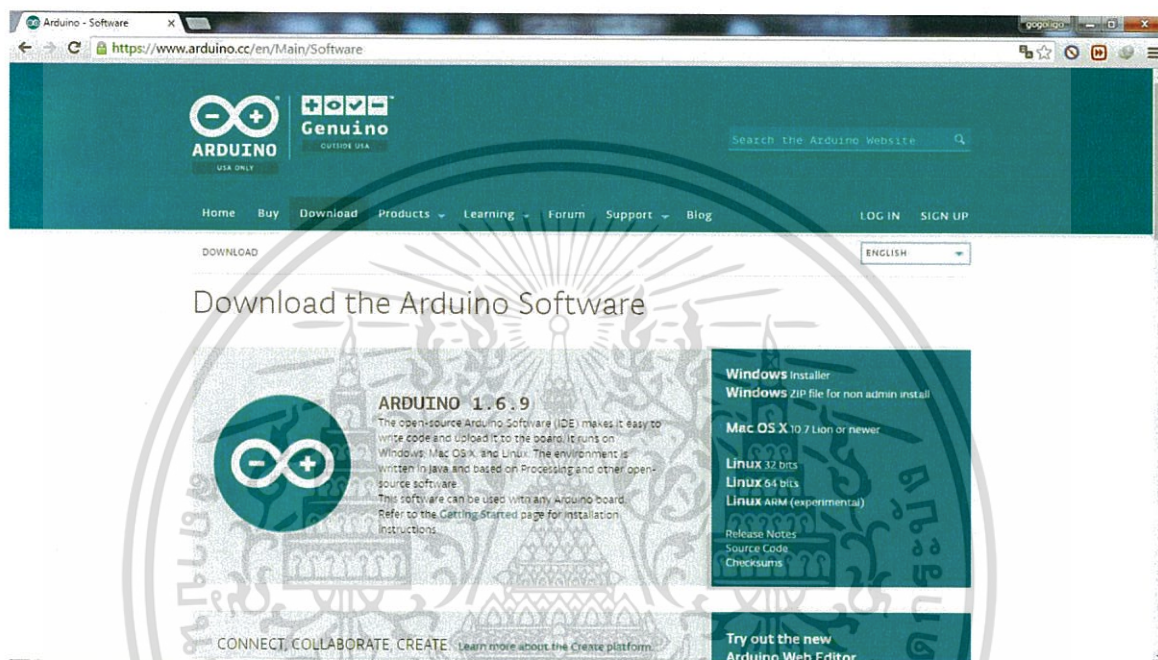 Arduino - Software
gogoligo
https://www.arduino.cc/en/Main/Software
ARDUINO
USA ONLY
Genuino
OUTSIDE USA
Search the Arduino Website
Home Buy Download Products Learning Forum Support Blog
LOG IN SIGN UP
DOWNLOAD
ENGLISH
Download the Arduino Software
ARDUINO 1.6.9
The open-source Arduino Software (IDE) makes it easy to
write code and upload it to the board. It runs on
Windows, Mac OS X, and Linux. The environment is
written in Java and based on Processing and other open-
source software.
This software can be used with any Arduino board.
Refer to the Getting Started page for installation
instructions.
Windows Installer
Windows ZIP file for non admin install
Mac OS X 10.7 Lion or newer
Linux 32 bits
Linux 64 bits
Linux ARM (experimental)
Release Notes
Source Code
Checksums
CONNECT, COLLABORATE, CREATE. Learn more about the Create platform.
Try out the new
Arduino Web Editor